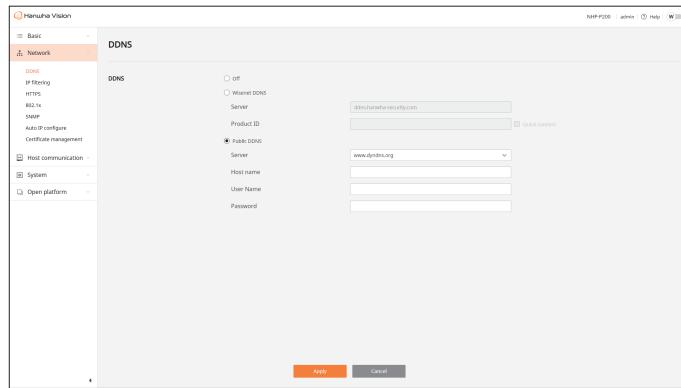 Hanwha Vision
NHP-P200 admin Help W
Basic
Network
DDNS
IP filtering
HTTPS
802.1x
SNMP
Auto IP configure
Certificate management
Host communication
System
Open platform
DDNS
DDNS
Off
Wisenet DDNS
Server ddns.hanwha-security.com
Product ID Quick connect
Public DDNS
Server www.dyndns.org
Host name
User Name
Password
Apply Cancel